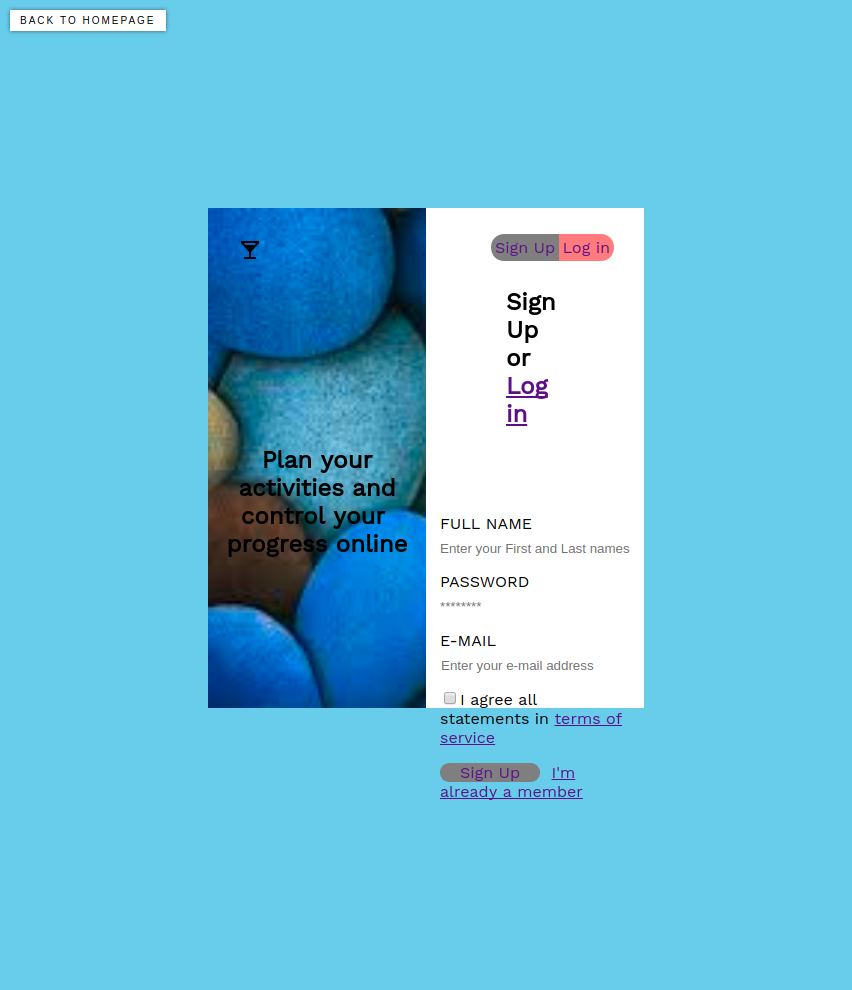 BACK TO HOMEPAGE
Plan your
activities and
control your
progress online
Sign Up Log in
Sign
Up
or
Log
in
FULL NAME
Enter your First and Last names
PASSWORD
********
E-MAIL
Enter your e-mail address
I agree all
statements in terms of
service
Sign Up I'm
already a member